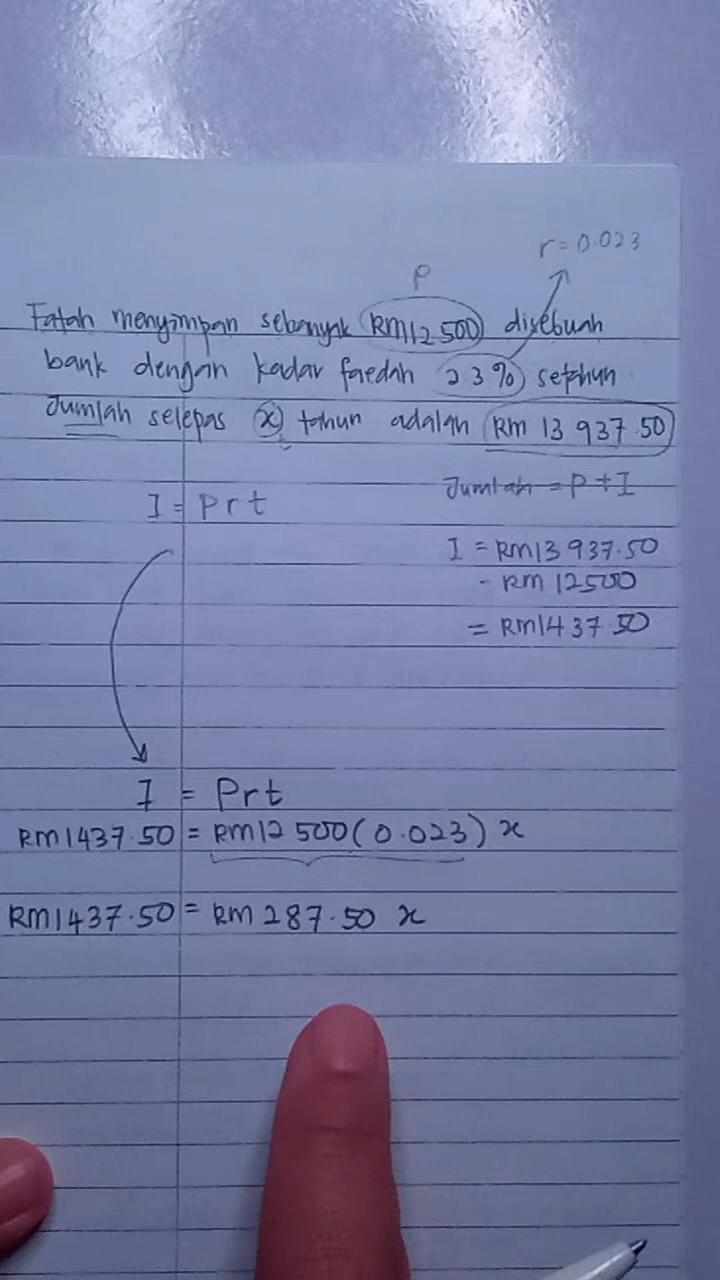 r = 0.023
P
Fatah menyimpan sebanyak RM12 500 disebuah
bank dengan kadar faedah 2.3% setahun
Jumlah selepas x tahun adalah RM 13 937.50
Jumlah = P + I
I = Prt
I = RM13 937.50
- RM 12500
= RM1437.50
I = Prt
RM1437.50 = RM12 500(0.023) x
RM1437.50 = RM 287.50 x